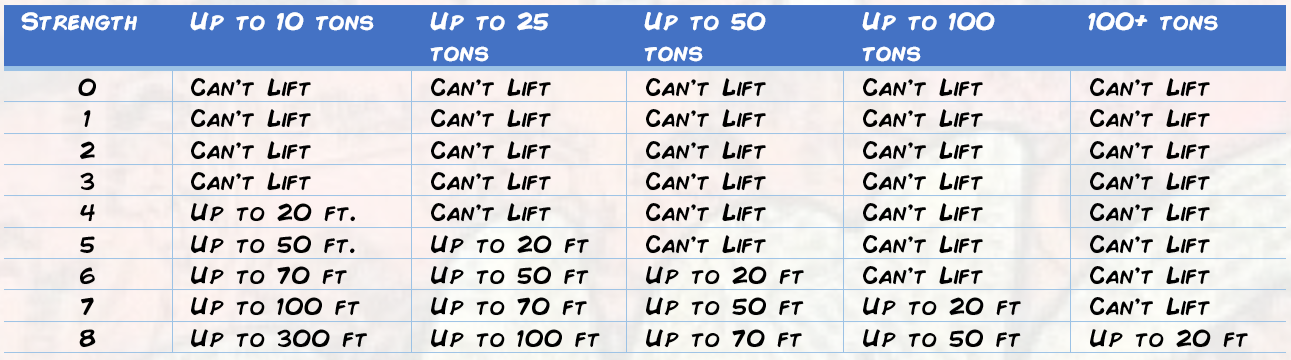 Strength Up to 10 tons Up to 25 tons Up to 50 tons Up to 100 tons 100+ tons
0 Can't Lift Can't Lift Can't Lift Can't Lift Can't Lift
1 Can't Lift Can't Lift Can't Lift Can't Lift Can't Lift
2 Can't Lift Can't Lift Can't Lift Can't Lift Can't Lift
3 Can't Lift Can't Lift Can't Lift Can't Lift Can't Lift
4 Up to 20 ft. Can't Lift Can't Lift Can't Lift Can't Lift
5 Up to 50 ft. Up to 20 ft Can't Lift Can't Lift Can't Lift
6 Up to 70 ft Up to 50 ft Up to 20 ft Can't Lift Can't Lift
7 Up to 100 ft Up to 70 ft Up to 50 ft Up to 20 ft Can't Lift
8 Up to 300 ft Up to 100 ft Up to 70 ft Up to 50 ft Up to 20 ft